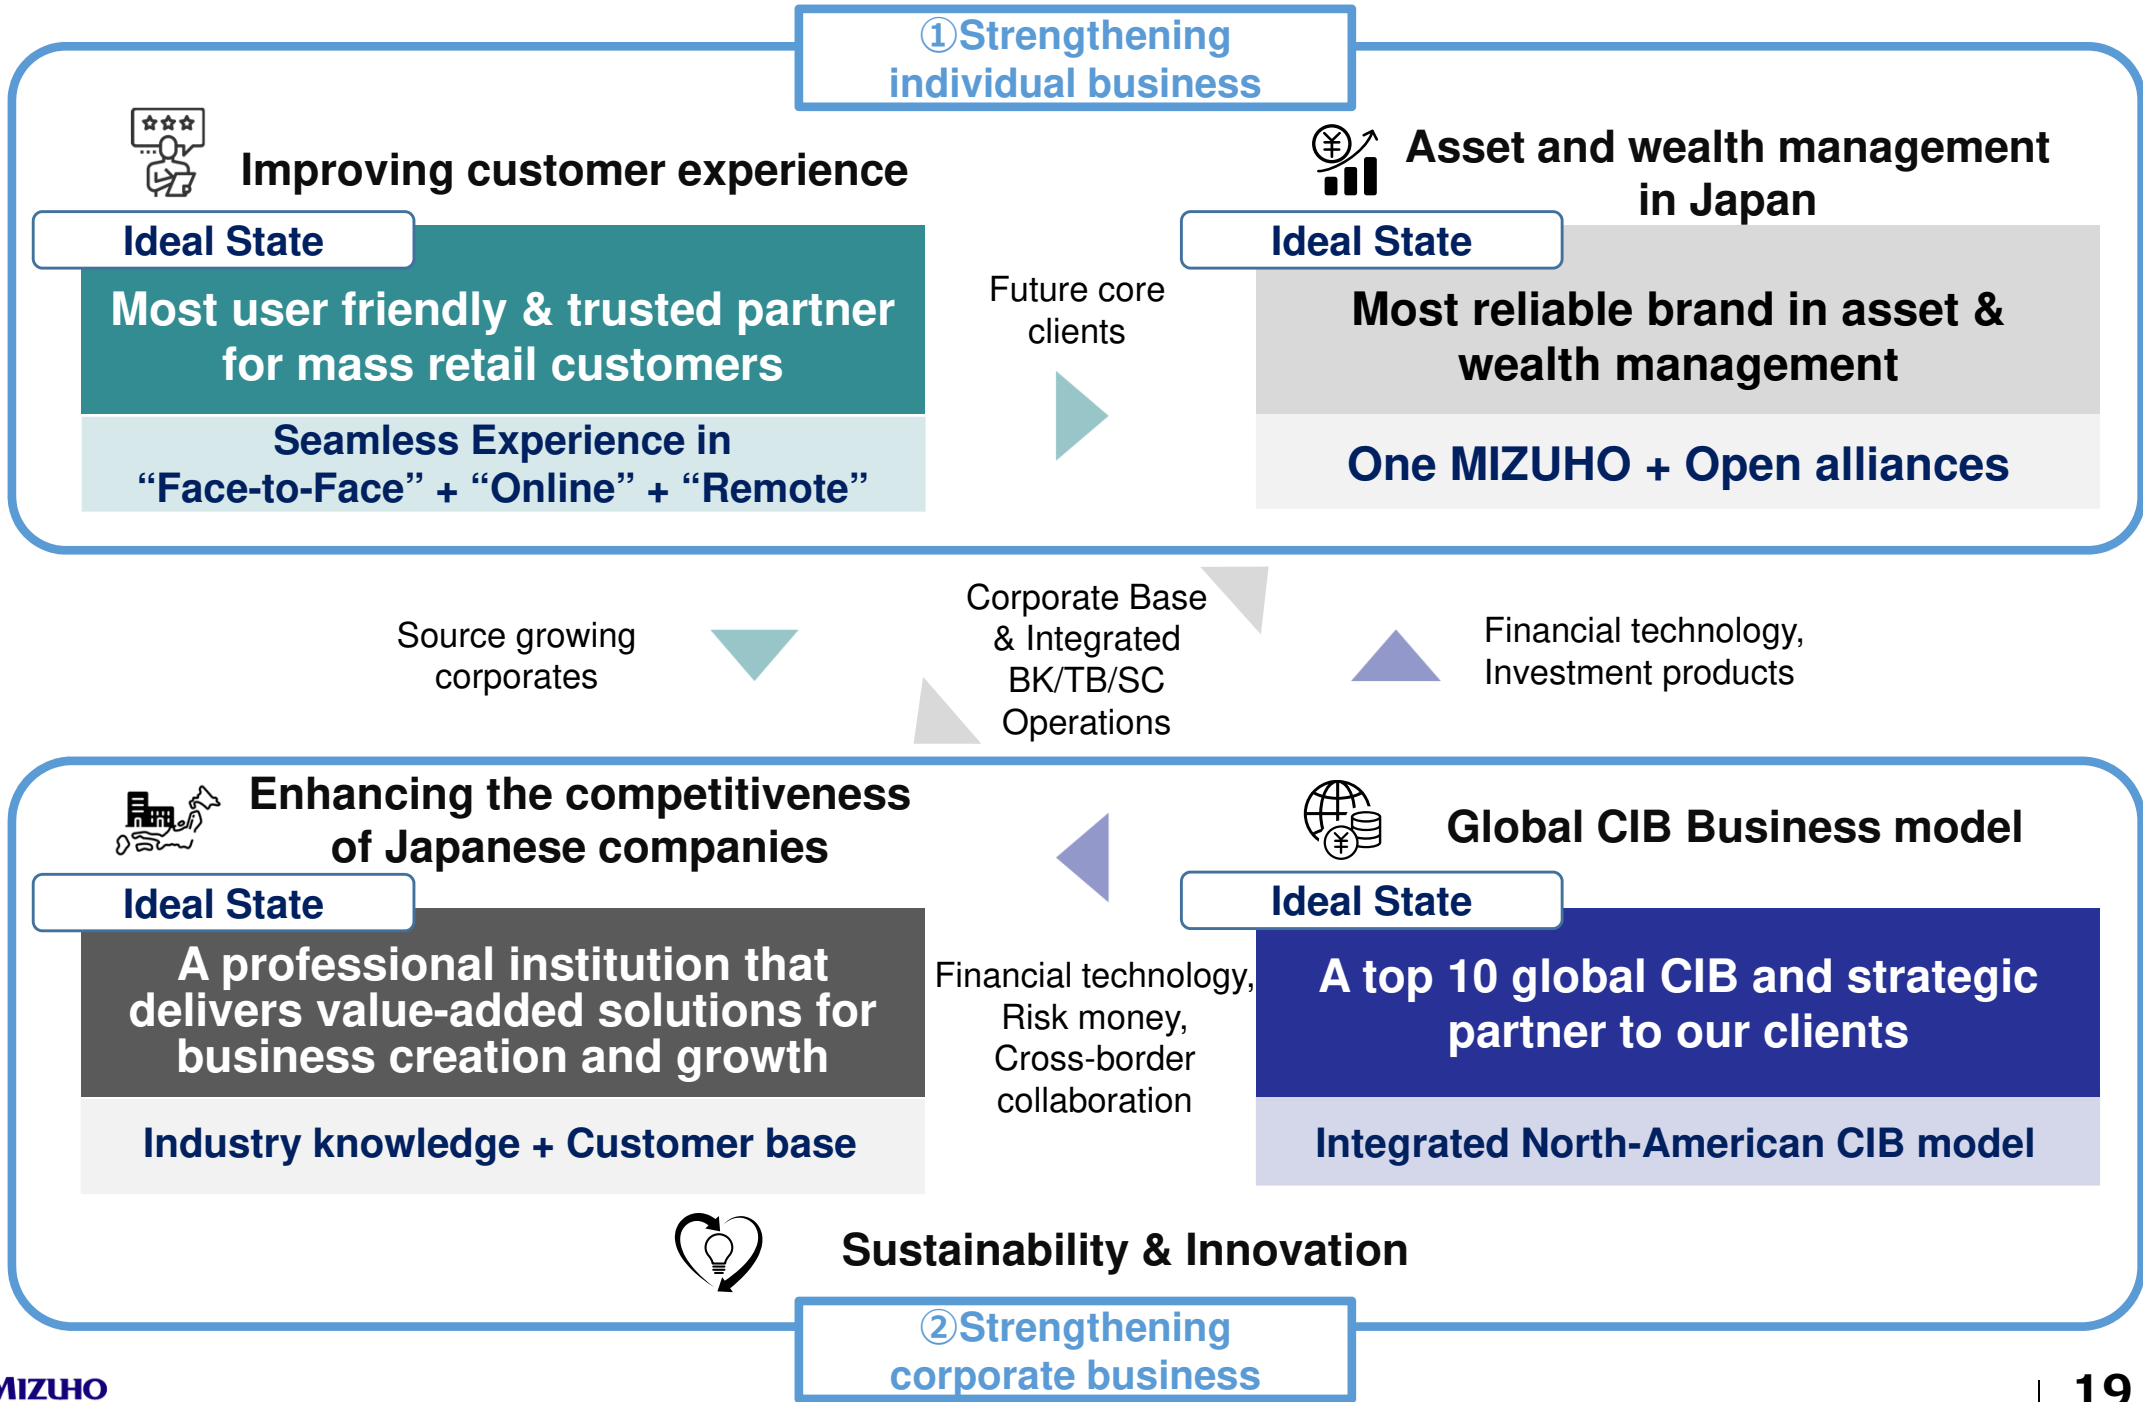 ①Strengthening
individual business
Improving customer experience
Ideal State
Most user friendly & trusted partner
for mass retail customers
Seamless Experience in
“Face-to-Face” + “Online” + “Remote”
Future core
clients
Asset and wealth management
in Japan
Ideal State
Most reliable brand in asset &
wealth management
One MIZUHO + Open alliances
Source growing
corporates
Corporate Base
& Integrated
BK/TB/SC
Operations
Financial technology,
Investment products
Enhancing the competitiveness
of Japanese companies
Ideal State
A professional institution that
delivers value-added solutions for
business creation and growth
Industry knowledge + Customer base
Financial technology,
Risk money,
Cross-border
collaboration
Global CIB Business model
Ideal State
A top 10 global CIB and strategic
partner to our clients
Integrated North-American CIB model
Sustainability & Innovation
②Strengthening
corporate business
MIZUHO
19